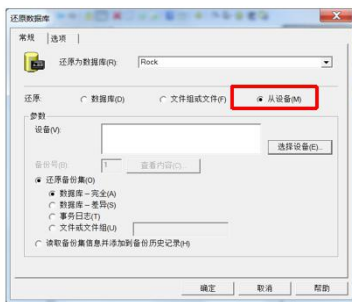 还原数据库
常规 选项
还原为数据库(R): Rock
还原: 数据库(D) 文件组或文件(F) 从设备(M)
参数
设备(V):
选择设备(E)...
备份号(B): 1 查看内容(C)...
还原备份集(O)
数据库－完全(A)
数据库－差异(S)
事务日志(T)
文件或文件组(U)
读取备份集信息并添加到备份历史记录(H)
确定 取消 帮助